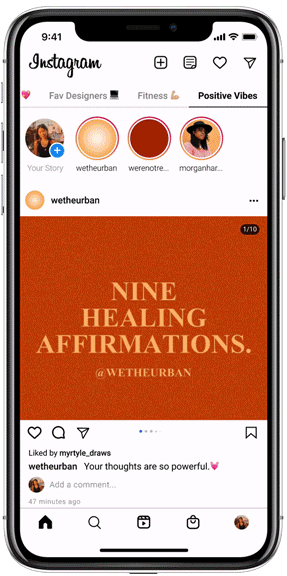 9:41
Instagram
Fav Designers
Fitness
Positive Vibes
Your Story
wetheurban
werenotre...
morganhar...
wetheurban
1/10
NINE
HEALING
AFFIRMATIONS.
@WETHEURBAN
Liked by myrtyle_draws
wetheurban Your thoughts are so powerful.💓
Add a comment...
47 minutes ago